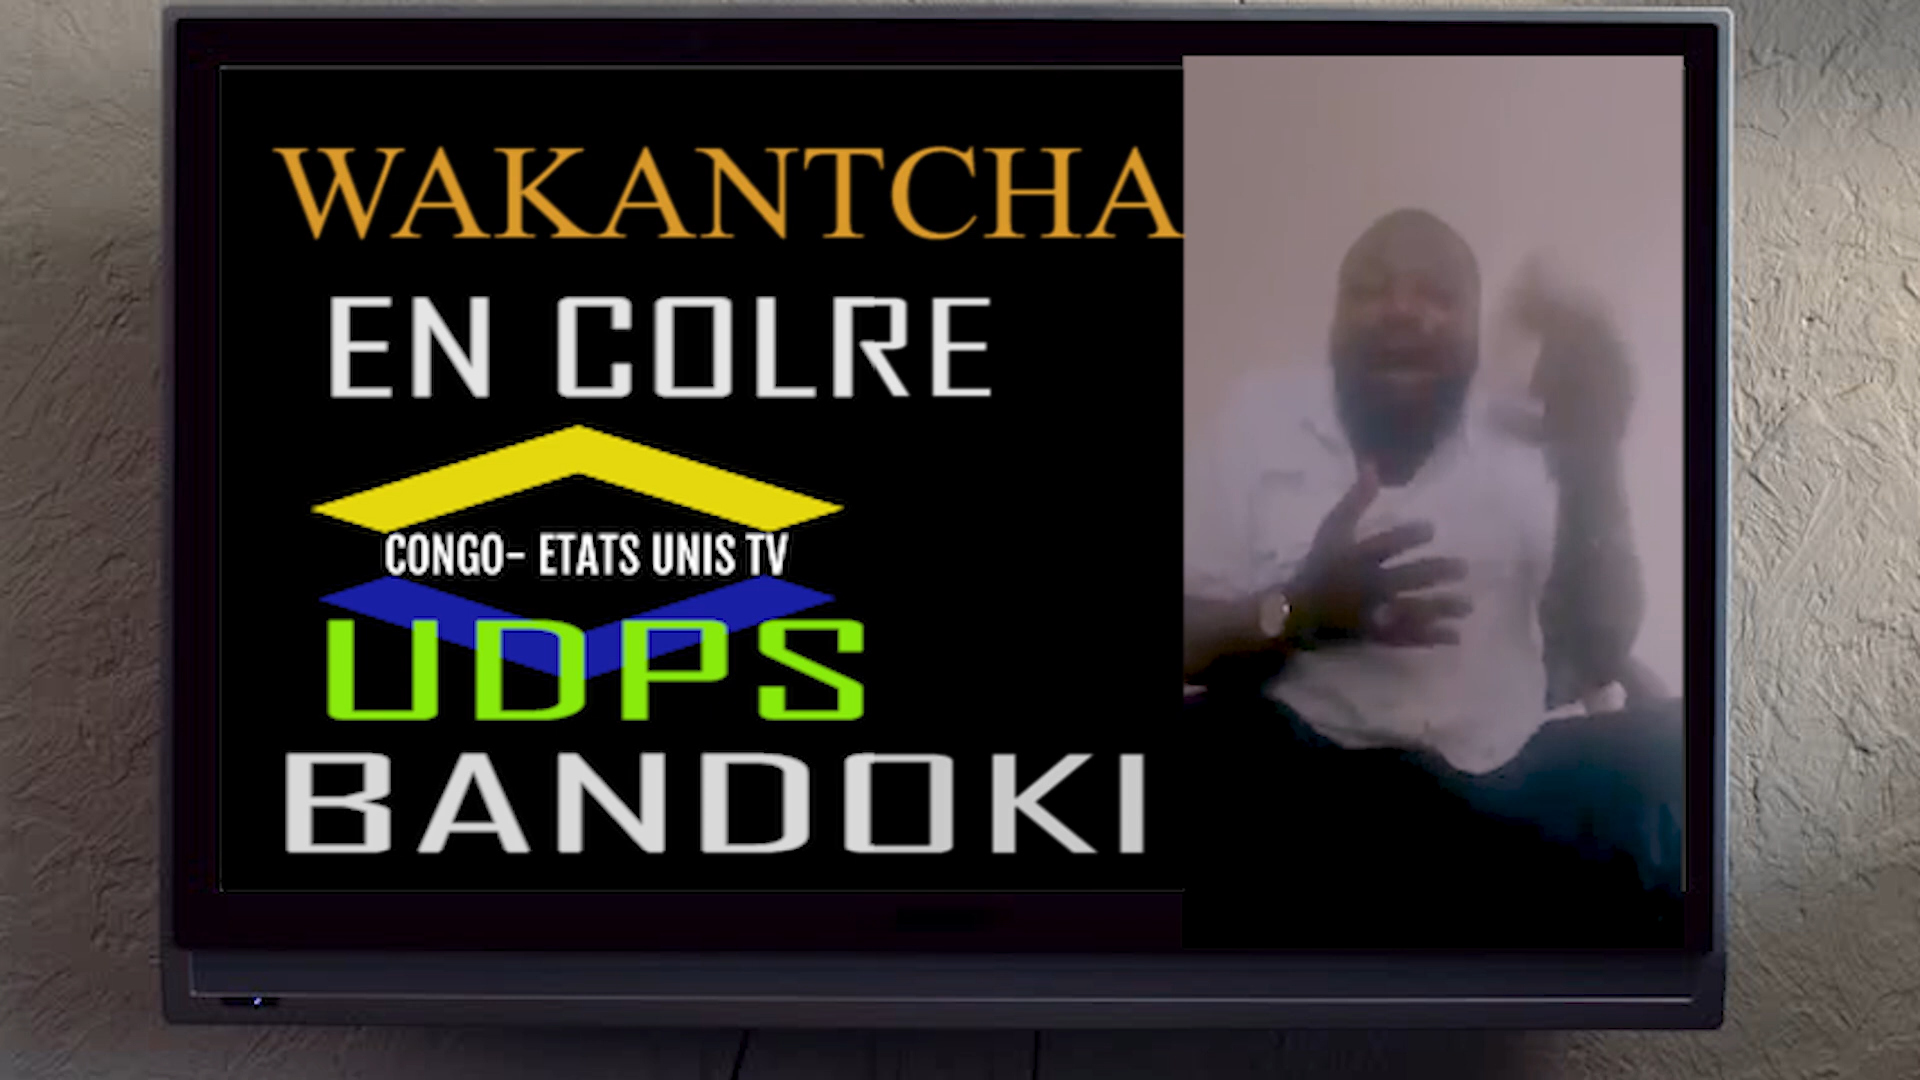 WAKANTCHA
EN COLRE
CONGO- ETATS UNIS TV
UDPS
BANDOKI